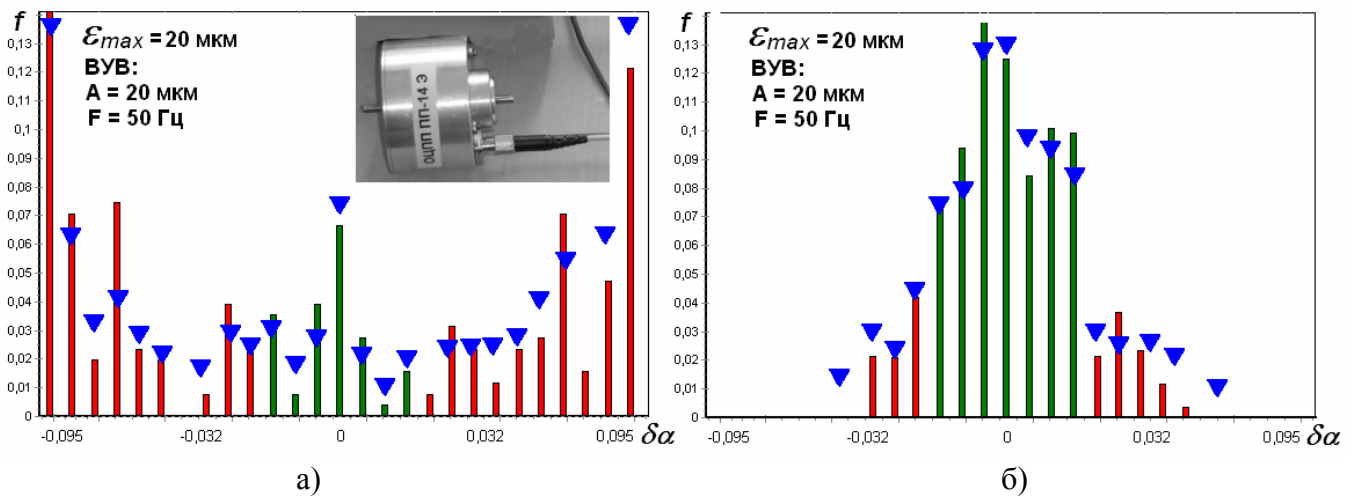 f
0,13
0,12
0,11
0,1
0,09
0,08
0,07
0,06
0,05
0,04
0,03
0,02
0,01
0
εmax = 20 мкм
ВУВ:
A = 20 мкм
F = 50 Гц
ОЦПП ПП-14 Э
-0,095 -0,032 0 0,032 0,095 δα
а)
f
0,13
0,12
0,11
0,1
0,09
0,08
0,07
0,06
0,05
0,04
0,03
0,02
0,01
0
εmax = 20 мкм
ВУВ:
A = 20 мкм
F = 50 Гц
-0,095 -0,032 0 0,032 0,095 δα
б)